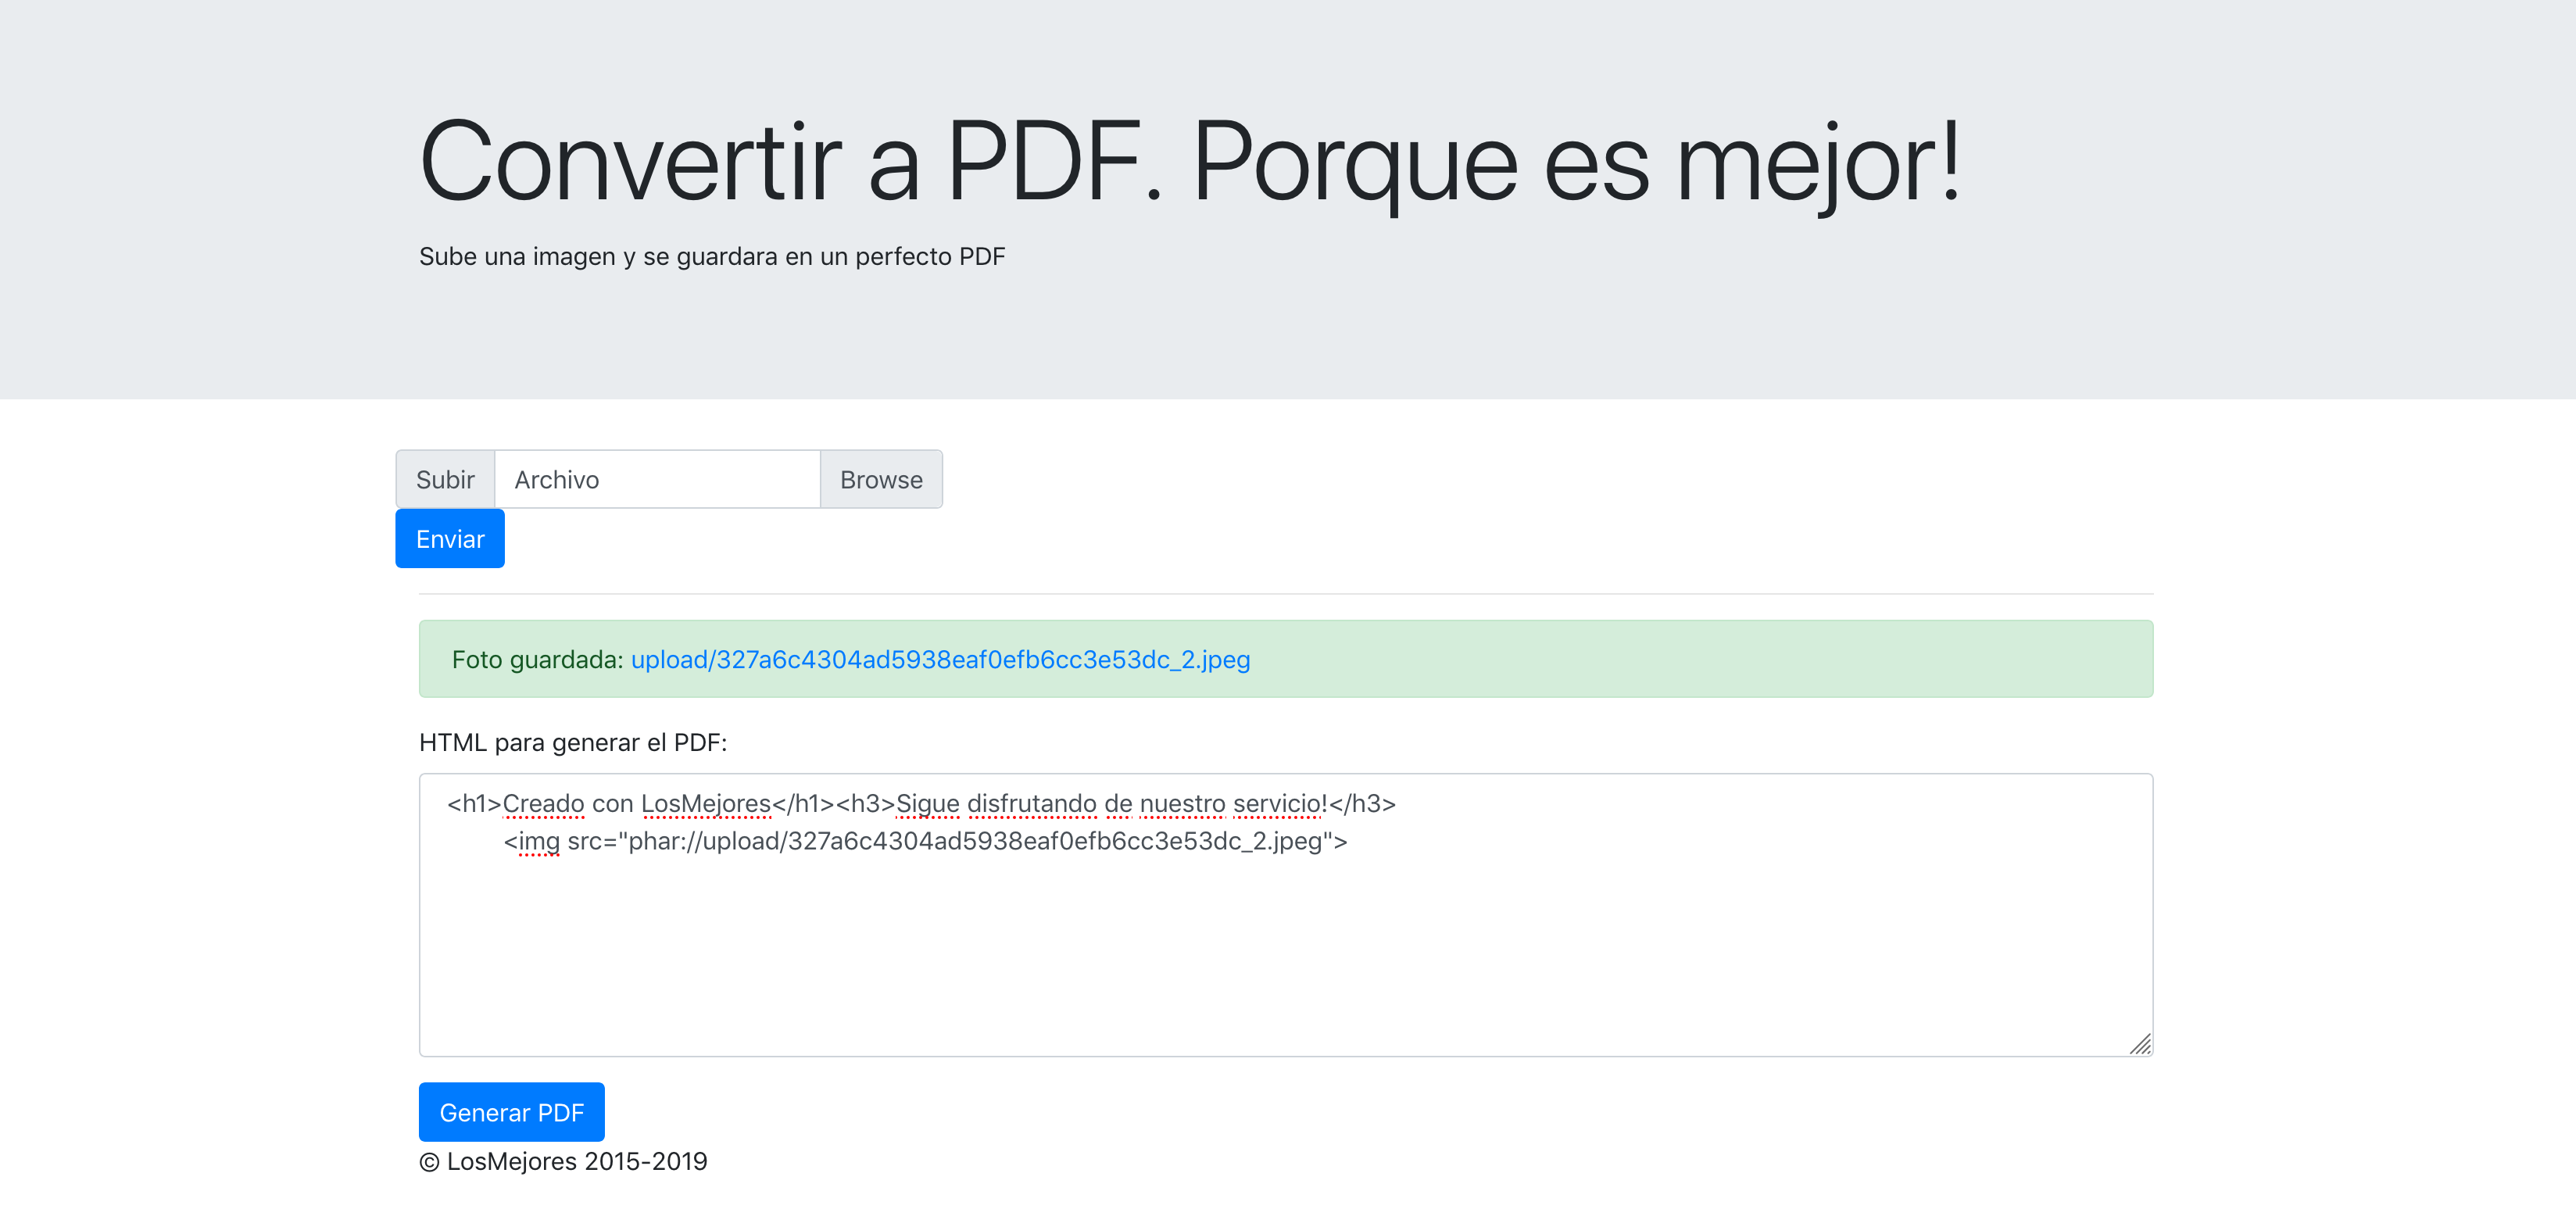 Convertir a PDF. Porque es mejor!
Sube una imagen y se guardara en un perfecto PDF
Subir Archivo Browse
Enviar
Foto guardada: upload/327a6c4304ad5938eaf0efb6cc3e53dc_2.jpeg
HTML para generar el PDF:
<h1>Creado con LosMejores</h1><h3>Sigue disfrutando de nuestro servicio!</h3>
<img src="phar://upload/327a6c4304ad5938eaf0efb6cc3e53dc_2.jpeg">
Generar PDF
© LosMejores 2015-2019